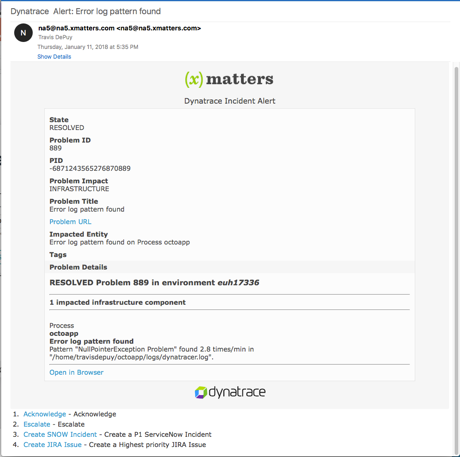 Dynatrace Alert: Error log pattern found
N
na5@na5.xmatters.com <na5@na5.xmatters.com>
Travis DePuy
Thursday, January 11, 2018 at 5:35 PM
Show Details
(x) matters
Dynatrace Incident Alert
State
RESOLVED
Problem ID
889
PID
-6871243565276870889
Problem Impact
INFRASTRUCTURE
Problem Title
Error log pattern found
Problem URL
Impacted Entity
Error log pattern found on Process octoapp
Tags
Problem Details
RESOLVED Problem 889 in environment euh17336
1 impacted infrastructure component
Process
octoapp
Error log pattern found
Pattern "NullPointerException Problem" found 2.8 times/min in
"/home/travisdepuy/octoapp/logs/dynatracer.log".
Open in Browser
dynatrace
1. Acknowledge - Acknowledge
2. Escalate - Escalate
3. Create SNOW Incident - Create a P1 ServiceNow Incident
4. Create JIRA Issue - Create a Highest priority JIRA Issue